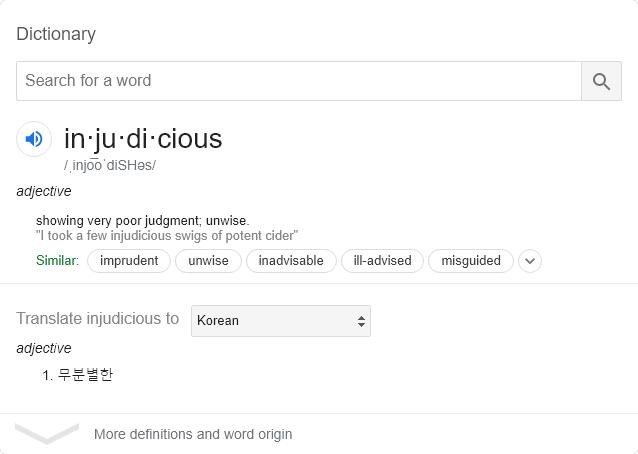 Dictionary
Search for a word
in·ju·di·cious
/ˌinjo͞oˈdiSHəs/
adjective
showing very poor judgment; unwise.
"I took a few injudicious swigs of potent cider"
Similar: imprudent unwise inadvisable ill-advised misguided
Translate injudicious to Korean
adjective
1. 무분별한
More definitions and word origin